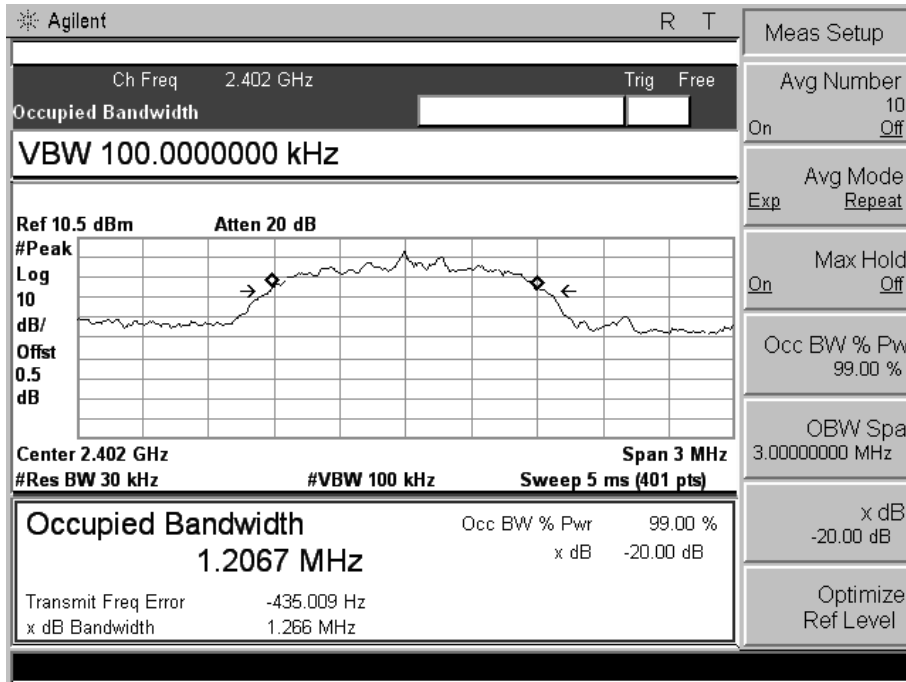 Agilent R T
Meas Setup
Ch Freq 2.402 GHz Trig Free
Occupied Bandwidth
Avg Number
10
On Off
VBW 100.0000000 kHz
Avg Mode
Exp Repeat
Ref 10.5 dBm Atten 20 dB
#Peak
Log
10
dB/
Offst
0.5
dB
Max Hold
On Off
Occ BW % Pw
99.00 %
Center 2.402 GHz Span 3 MHz
#Res BW 30 kHz #VBW 100 kHz Sweep 5 ms (401 pts)
OBW Spa
3.00000000 MHz
Occupied Bandwidth
1.2067 MHz
Occ BW % Pwr 99.00 %
x dB -20.00 dB
Transmit Freq Error -435.009 Hz
x dB Bandwidth 1.266 MHz
x dB
-20.00 dB
Optimize
Ref Level